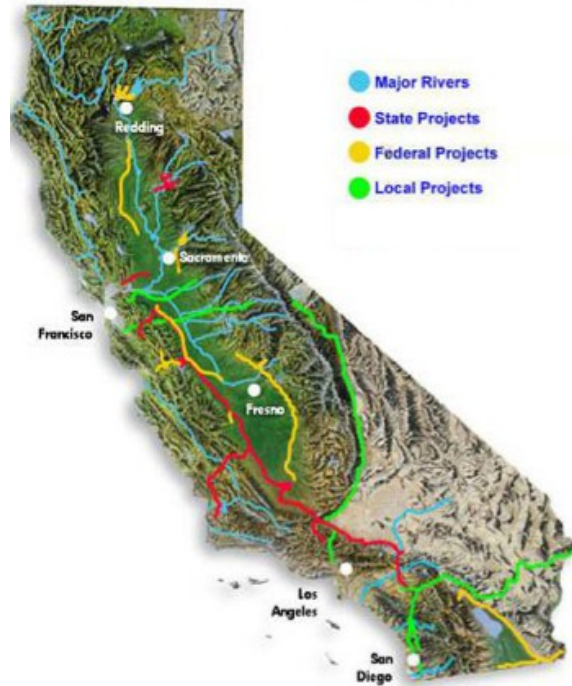 Major Rivers
State Projects
Federal Projects
Local Projects
Redding
Sacramento
San
Francisco
Fresno
Los
Angeles
San
Diego